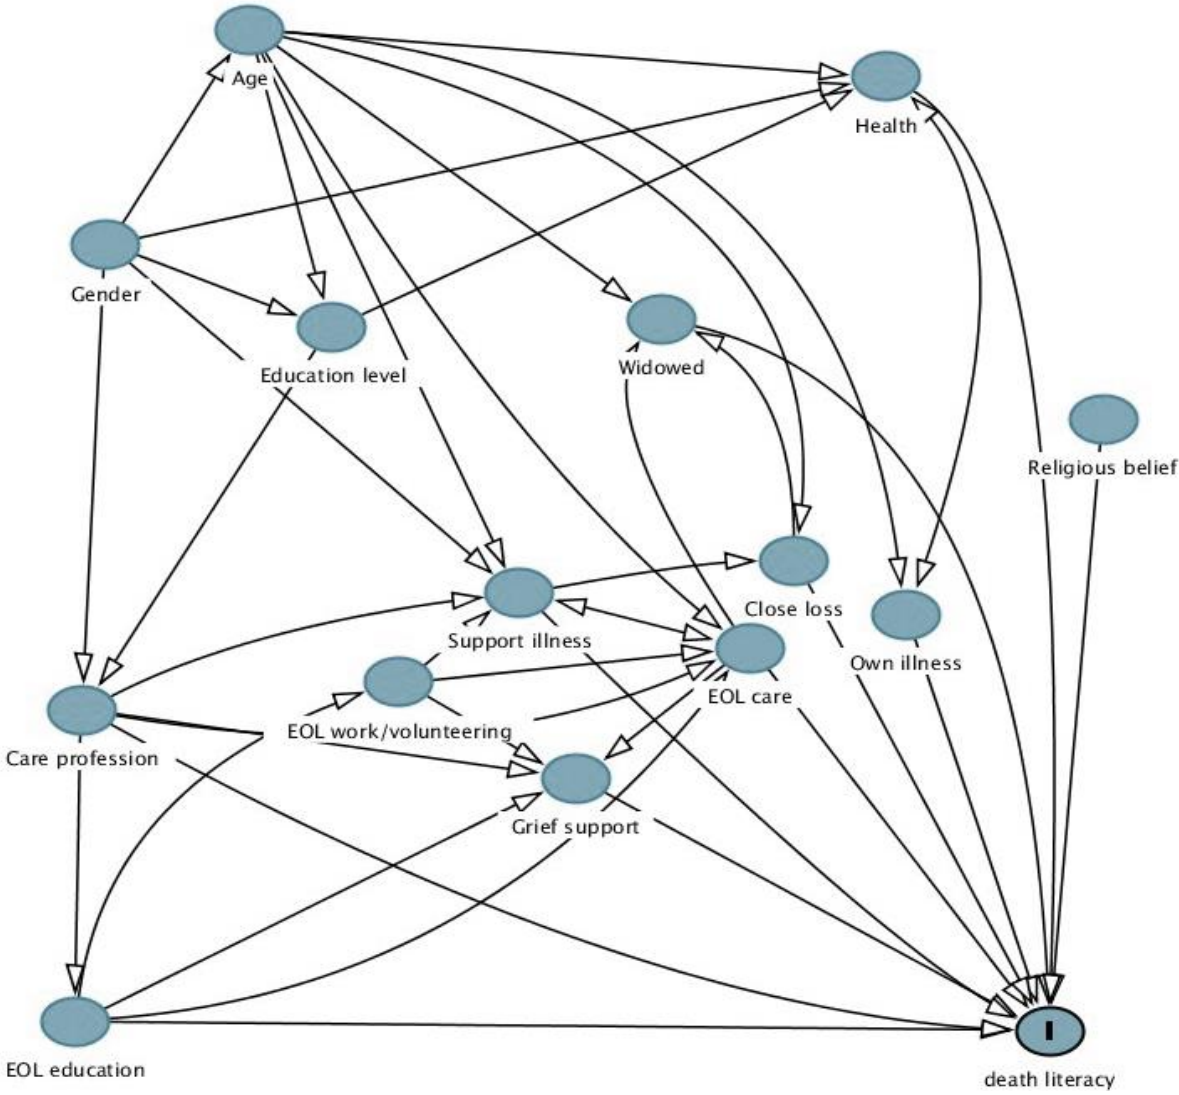 Age
Health
Gender
Education level
Widowed
Religious belief
Close loss
Support illness
Own illness
EOL care
EOL work/volunteering
Care profession
Grief support
EOL education
I
death literacy